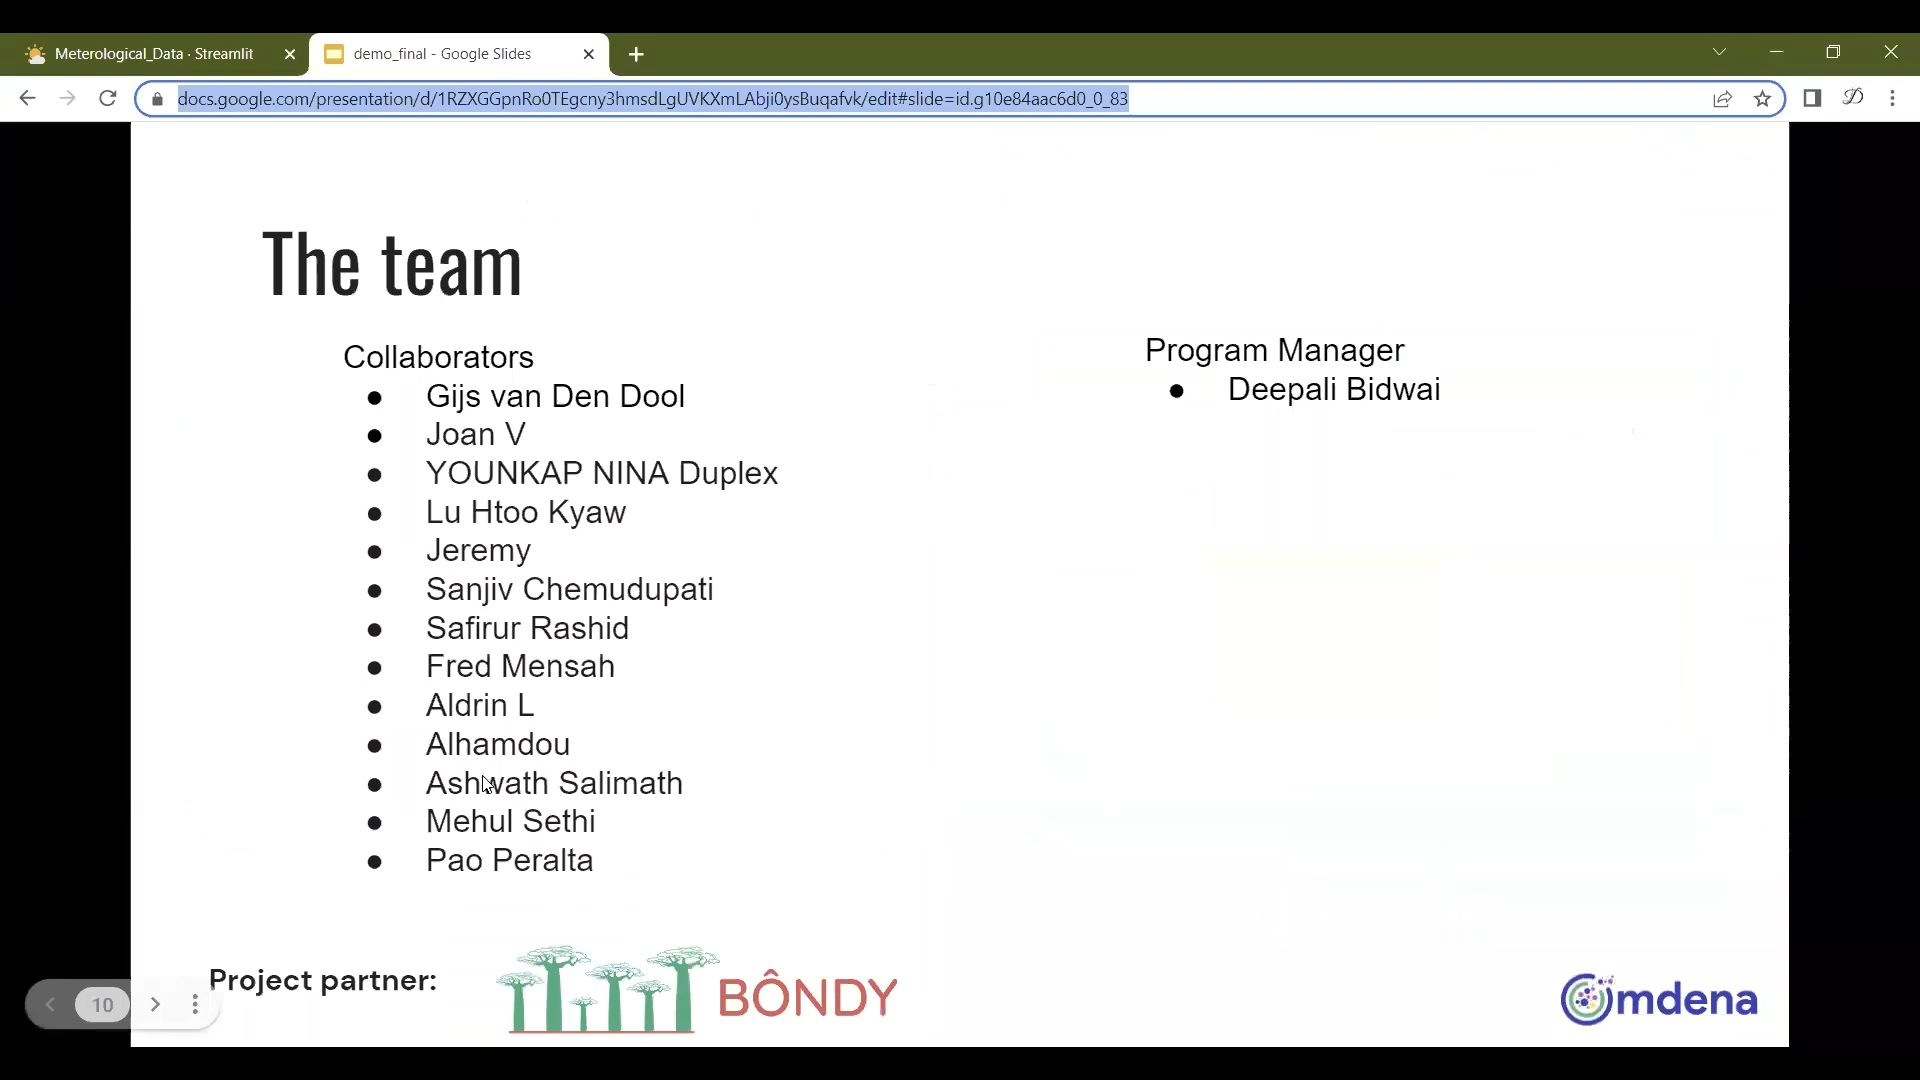 Meterological_Data · Streamlit
demo_final - Google Slides
docs.google.com/presentation/d/1RZXGGpnRo0TEgcny3hmsdLgUVKXmLAbji0ysBuqafvk/edit#slide=id.g10e84aac6d0_0_83
The team
Collaborators
● Gijs van Den Dool
● Joan V
● YOUNKAP NINA Duplex
● Lu Htoo Kyaw
● Jeremy
● Sanjiv Chemudupati
● Safirur Rashid
● Fred Mensah
● Aldrin L
● Alhamdou
● Ashwath Salimath
● Mehul Sethi
● Pao Peralta
Program Manager
● Deepali Bidwai
Project partner:
BÔNDY
Omdena
10